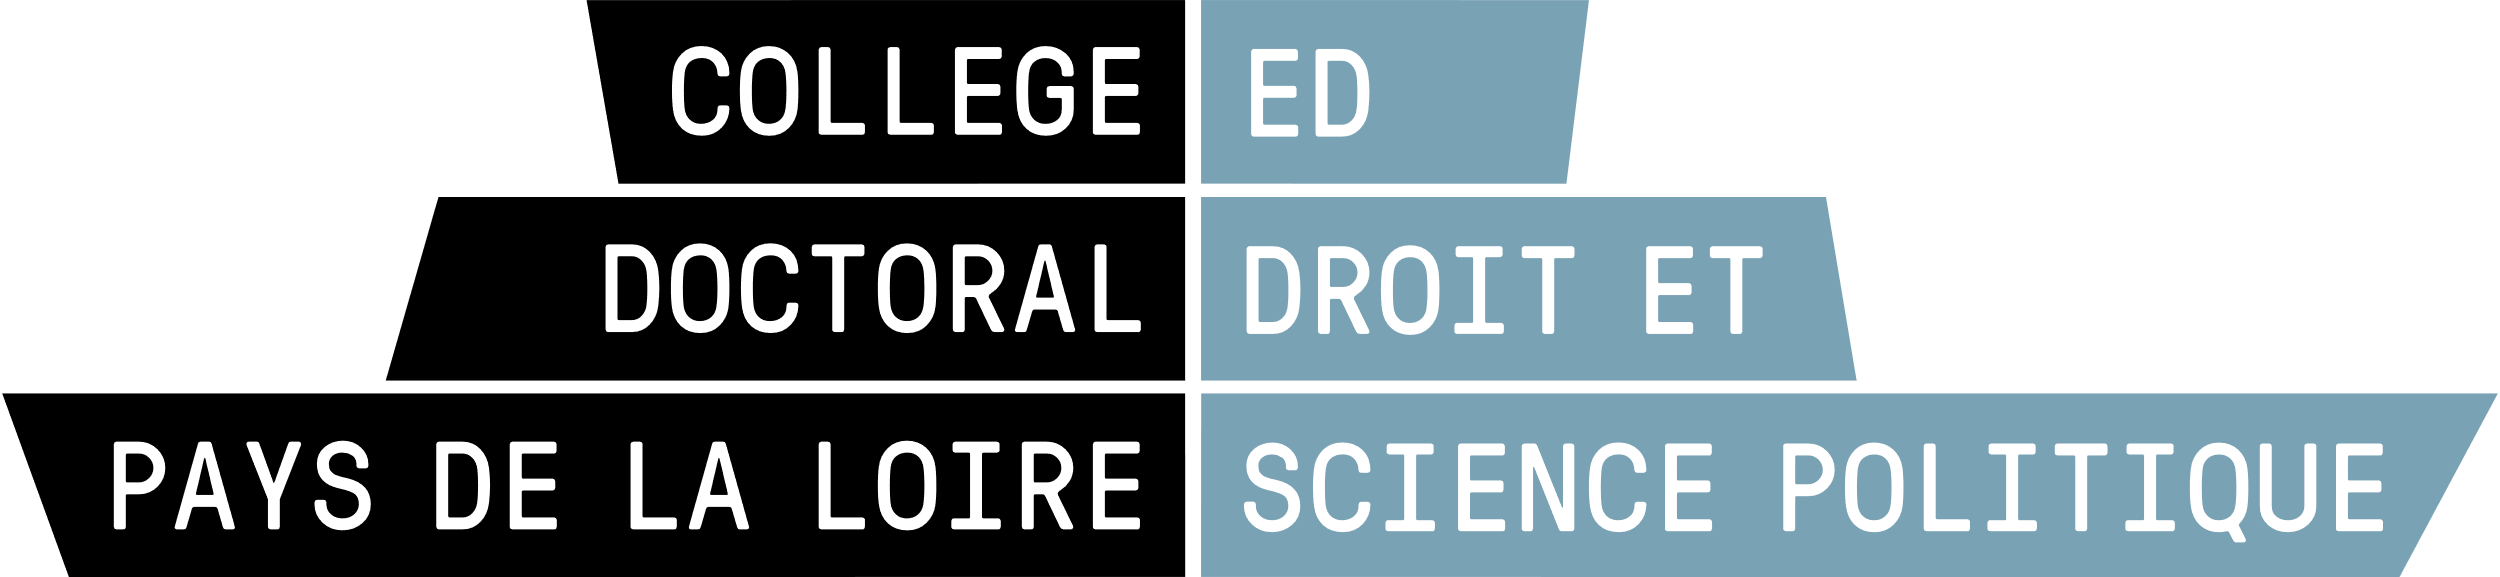 COLLEGE
DOCTORAL
PAYS DE LA LOIRE
ED
DROIT ET
SCIENCE POLITIQUE